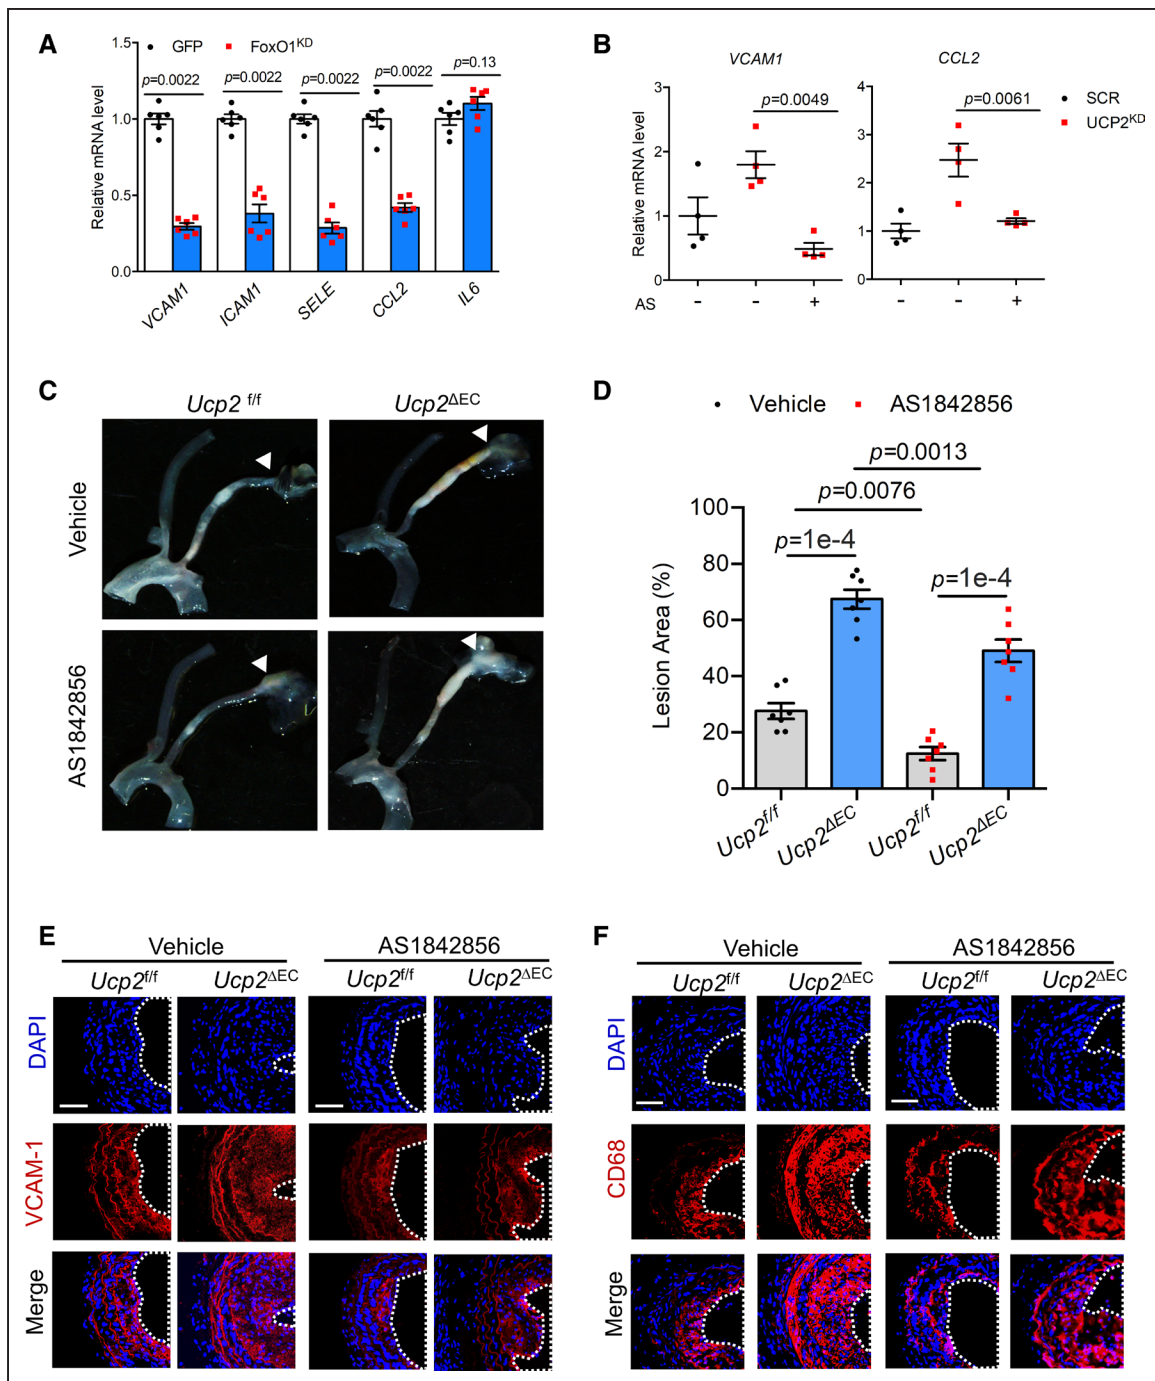 A
GFP FoxO1KD
Relative mRNA level
1.5
1.0
0.5
0.0
p=0.0022 p=0.0022 p=0.0022 p=0.0022 p=0.13
VCAM1 ICAM1 SELE CCL2 IL6
B
VCAM1 CCL2
SCR
UCP2KD
Relative mRNA level
3
2
1
0
p=0.0049
4
3
2
1
0
p=0.0061
AS - - + - - +
C
Ucp2 f/f Ucp2ΔEC
Vehicle
AS1842856
D
Vehicle AS1842856
p=0.0013
p=0.0076
p=1e-4
p=1e-4
Lesion Area (%)
100
80
60
40
20
0
Ucp2f/f Ucp2ΔEC Ucp2f/f Ucp2ΔEC
E
Vehicle AS1842856
Ucp2f/f Ucp2ΔEC Ucp2f/f Ucp2ΔEC
DAPI
VCAM-1
Merge
F
Vehicle AS1842856
Ucp2f/f Ucp2ΔEC Ucp2f/f Ucp2ΔEC
DAPI
CD68
Merge